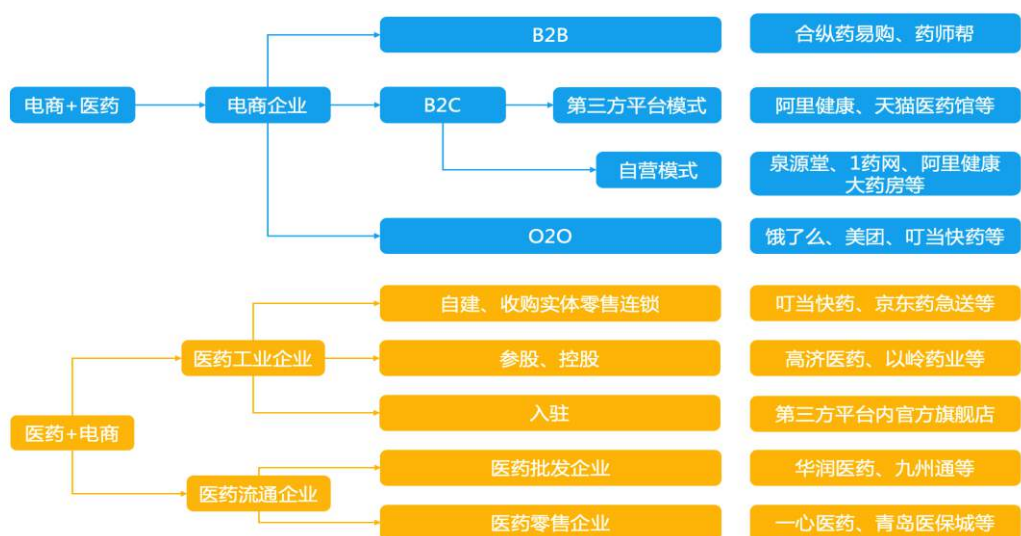 B2B
合纵药易购、药师帮
电商+医药
电商企业
B2C
第三方平台模式
阿里健康、天猫医药馆等
自营模式
泉源堂、1药网、阿里健康
大药房等
O2O
饿了么、美团、叮当快药等
自建、收购实体零售连锁
叮当快药、京东药急送等
医药工业企业
参股、控股
高济医药、以岭药业等
入驻
第三方平台内官方旗舰店
医药+电商
医药批发企业
华润医药、九州通等
医药流通企业
医药零售企业
一心医药、青岛医保城等